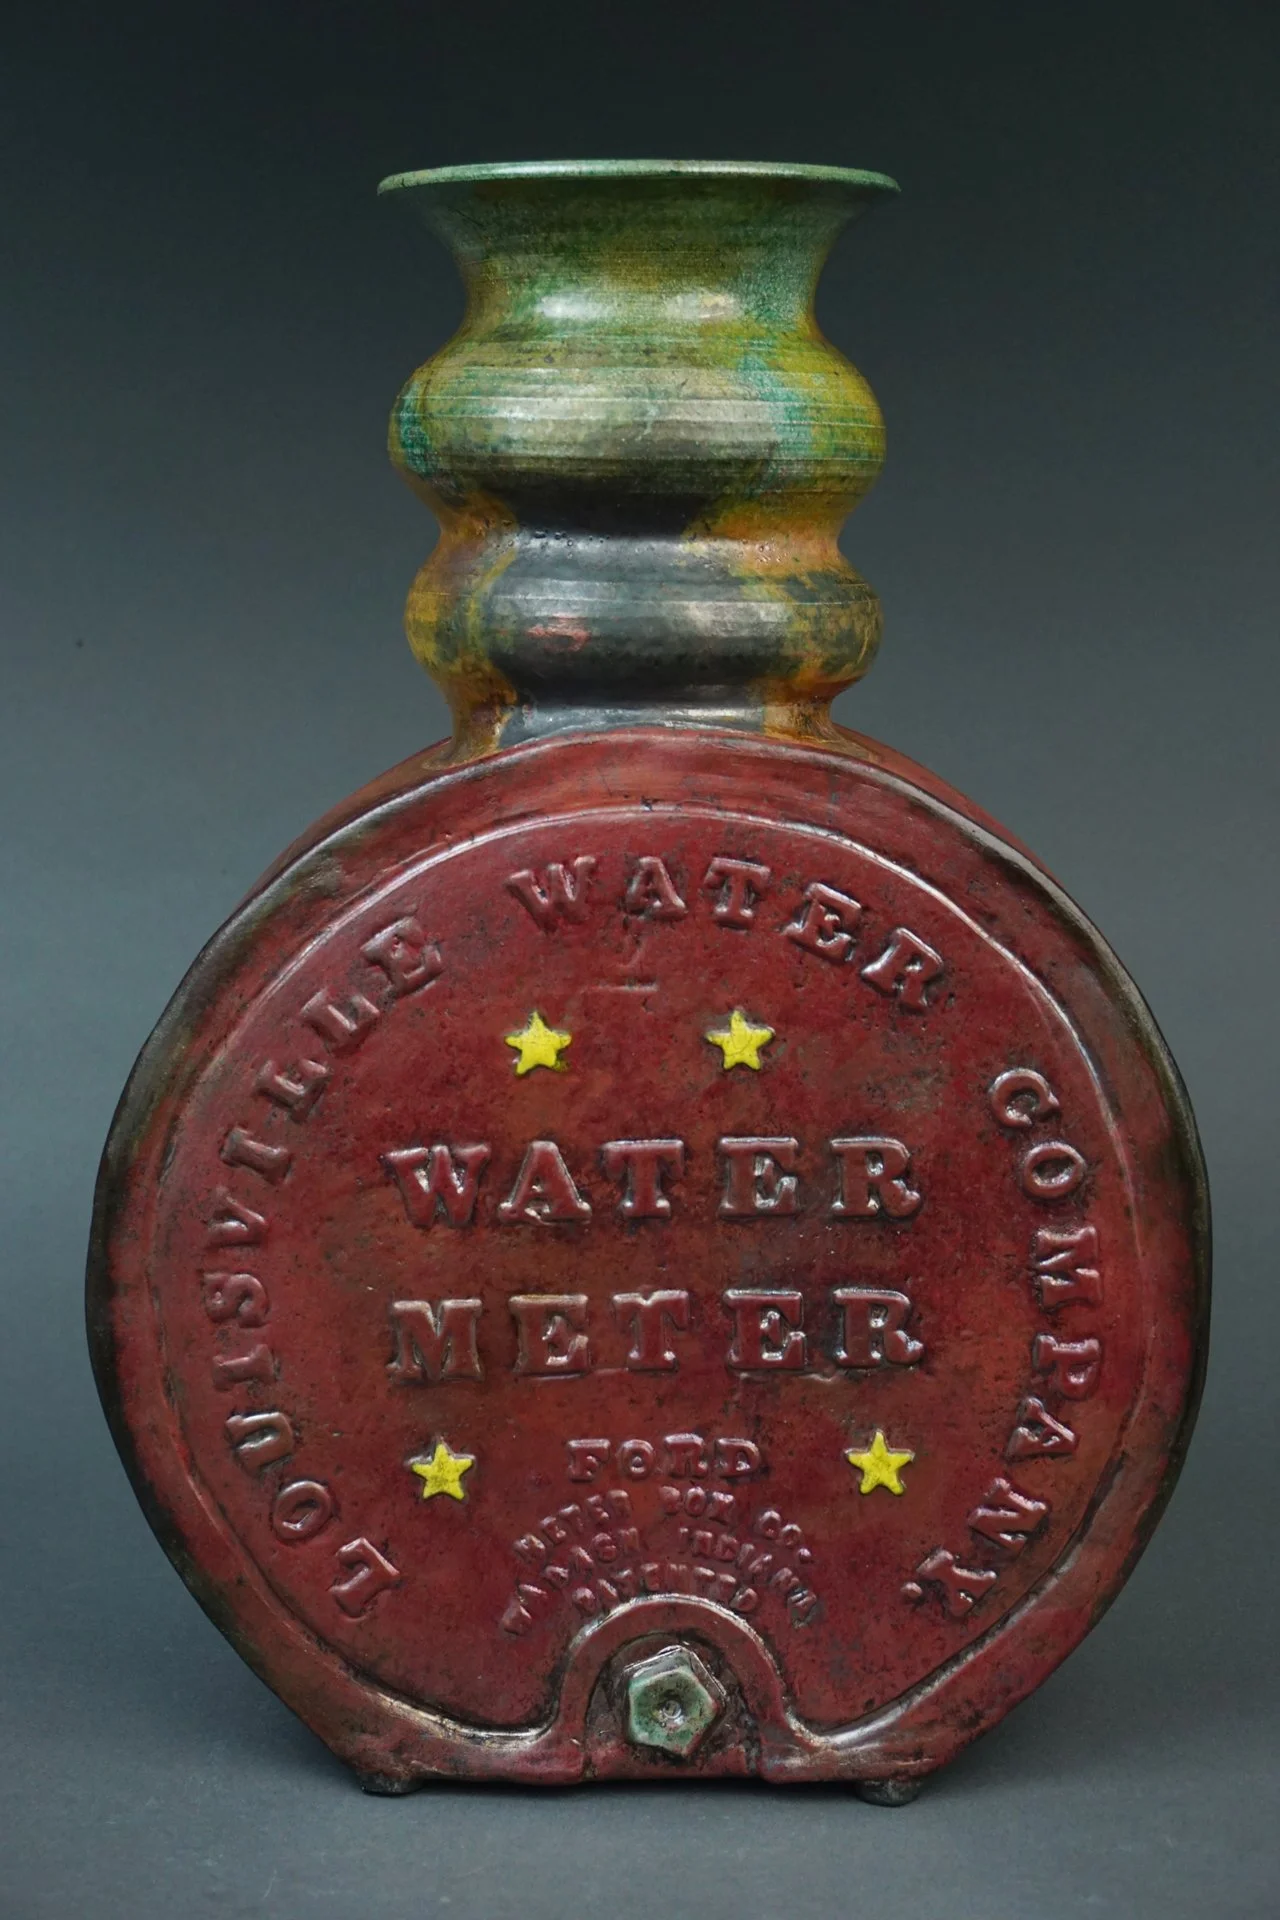 LOUISVILLE WATER COMPANY.
WATER
METER
FORD
METER BOX CO.
WABASH INDIANA
PATENTED